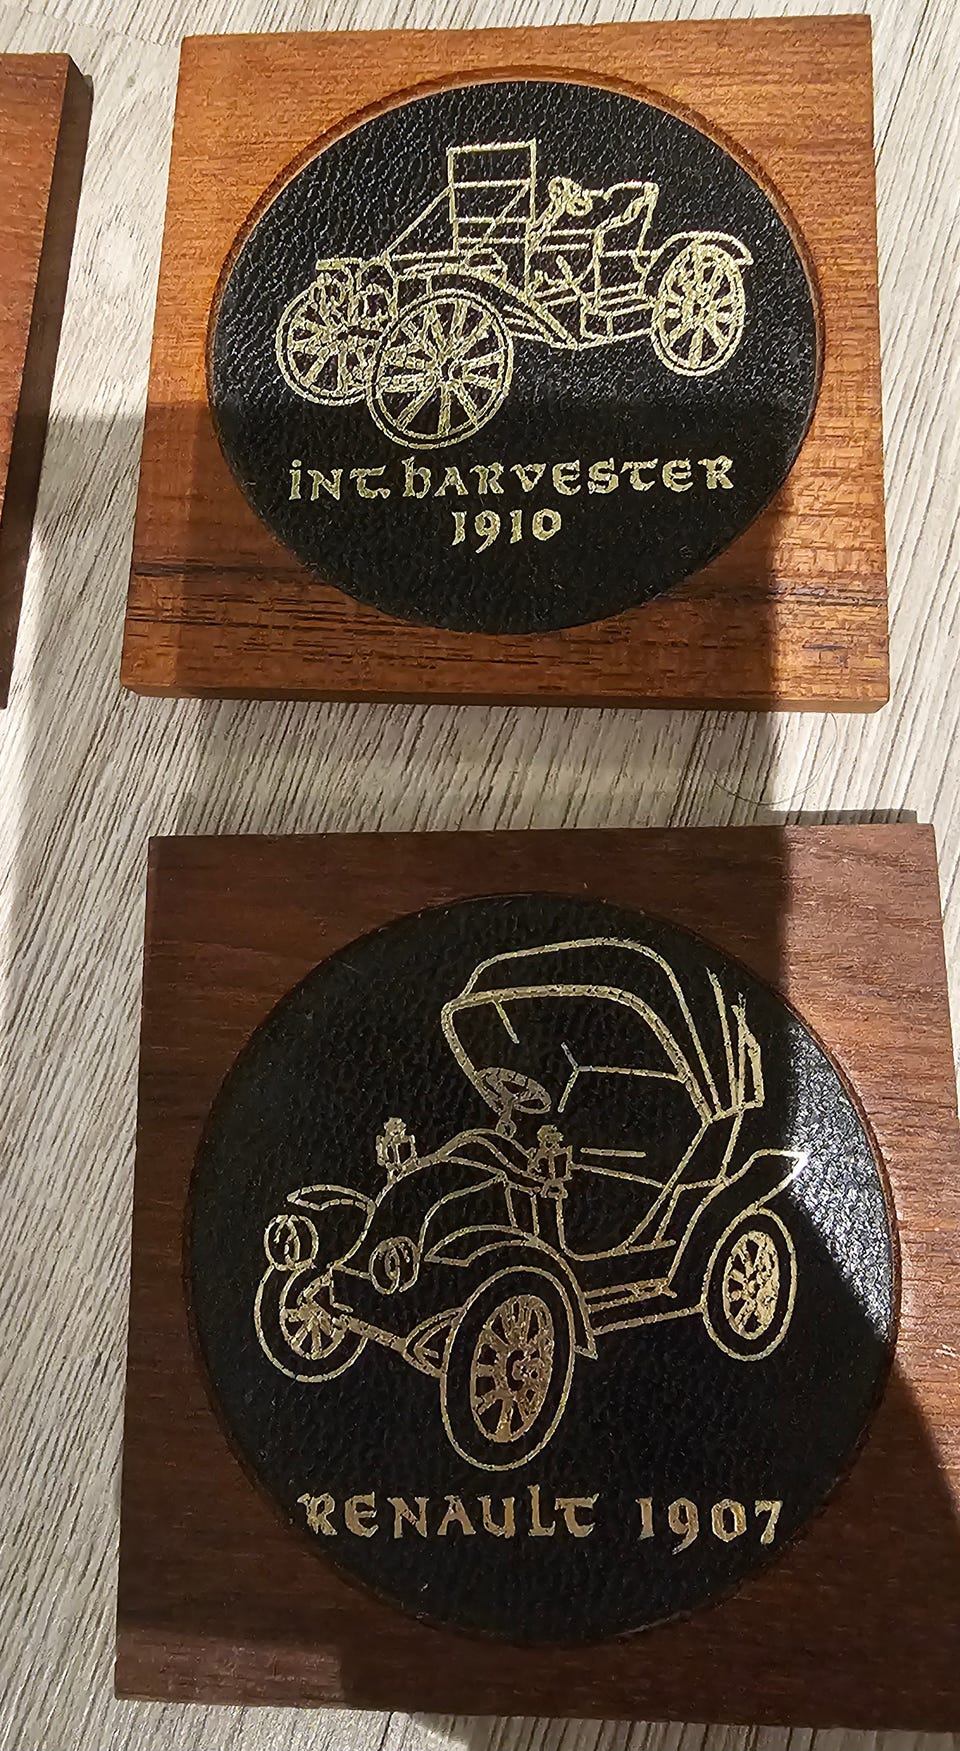 INT. HARVESTER
1910
RENAULT 1907